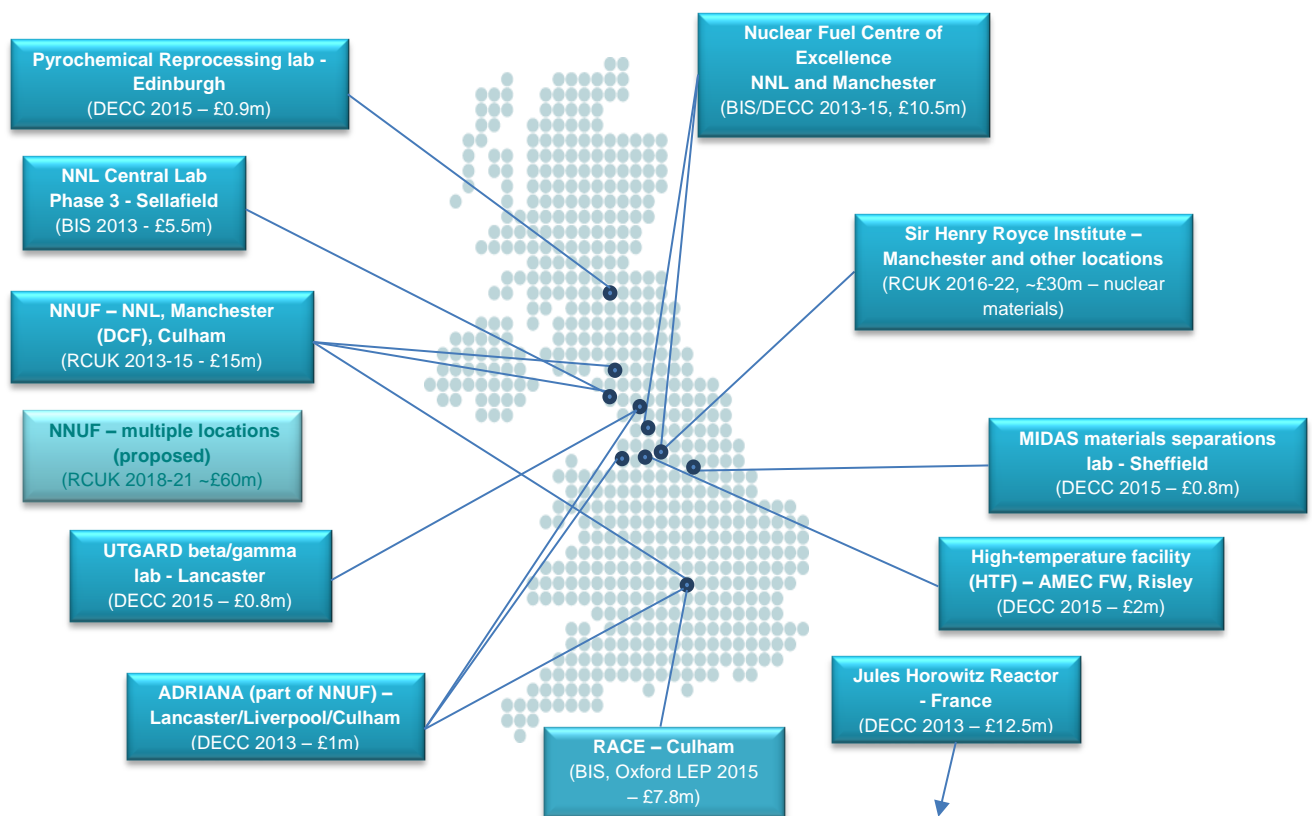 Pyrochemical Reprocessing lab -
Edinburgh
(DECC 2015 – £0.9m)
Nuclear Fuel Centre of
Excellence
NNL and Manchester
(BIS/DECC 2013-15, £10.5m)
NNL Central Lab
Phase 3 - Sellafield
(BIS 2013 - £5.5m)
Sir Henry Royce Institute –
Manchester and other locations
(RCUK 2016-22, ~£30m – nuclear
materials)
NNUF – NNL, Manchester
(DCF), Culham
(RCUK 2013-15 - £15m)
NNUF – multiple locations
(proposed)
(RCUK 2018-21 ~£60m)
MIDAS materials separations
lab - Sheffield
(DECC 2015 – £0.8m)
UTGARD beta/gamma
lab - Lancaster
(DECC 2015 – £0.8m)
High-temperature facility
(HTF) – AMEC FW, Risley
(DECC 2015 – £2m)
ADRIANA (part of NNUF) –
Lancaster/Liverpool/Culham
(DECC 2013 – £1m)
Jules Horowitz Reactor
- France
(DECC 2013 – £12.5m)
RACE – Culham
(BIS, Oxford LEP 2015
– £7.8m)